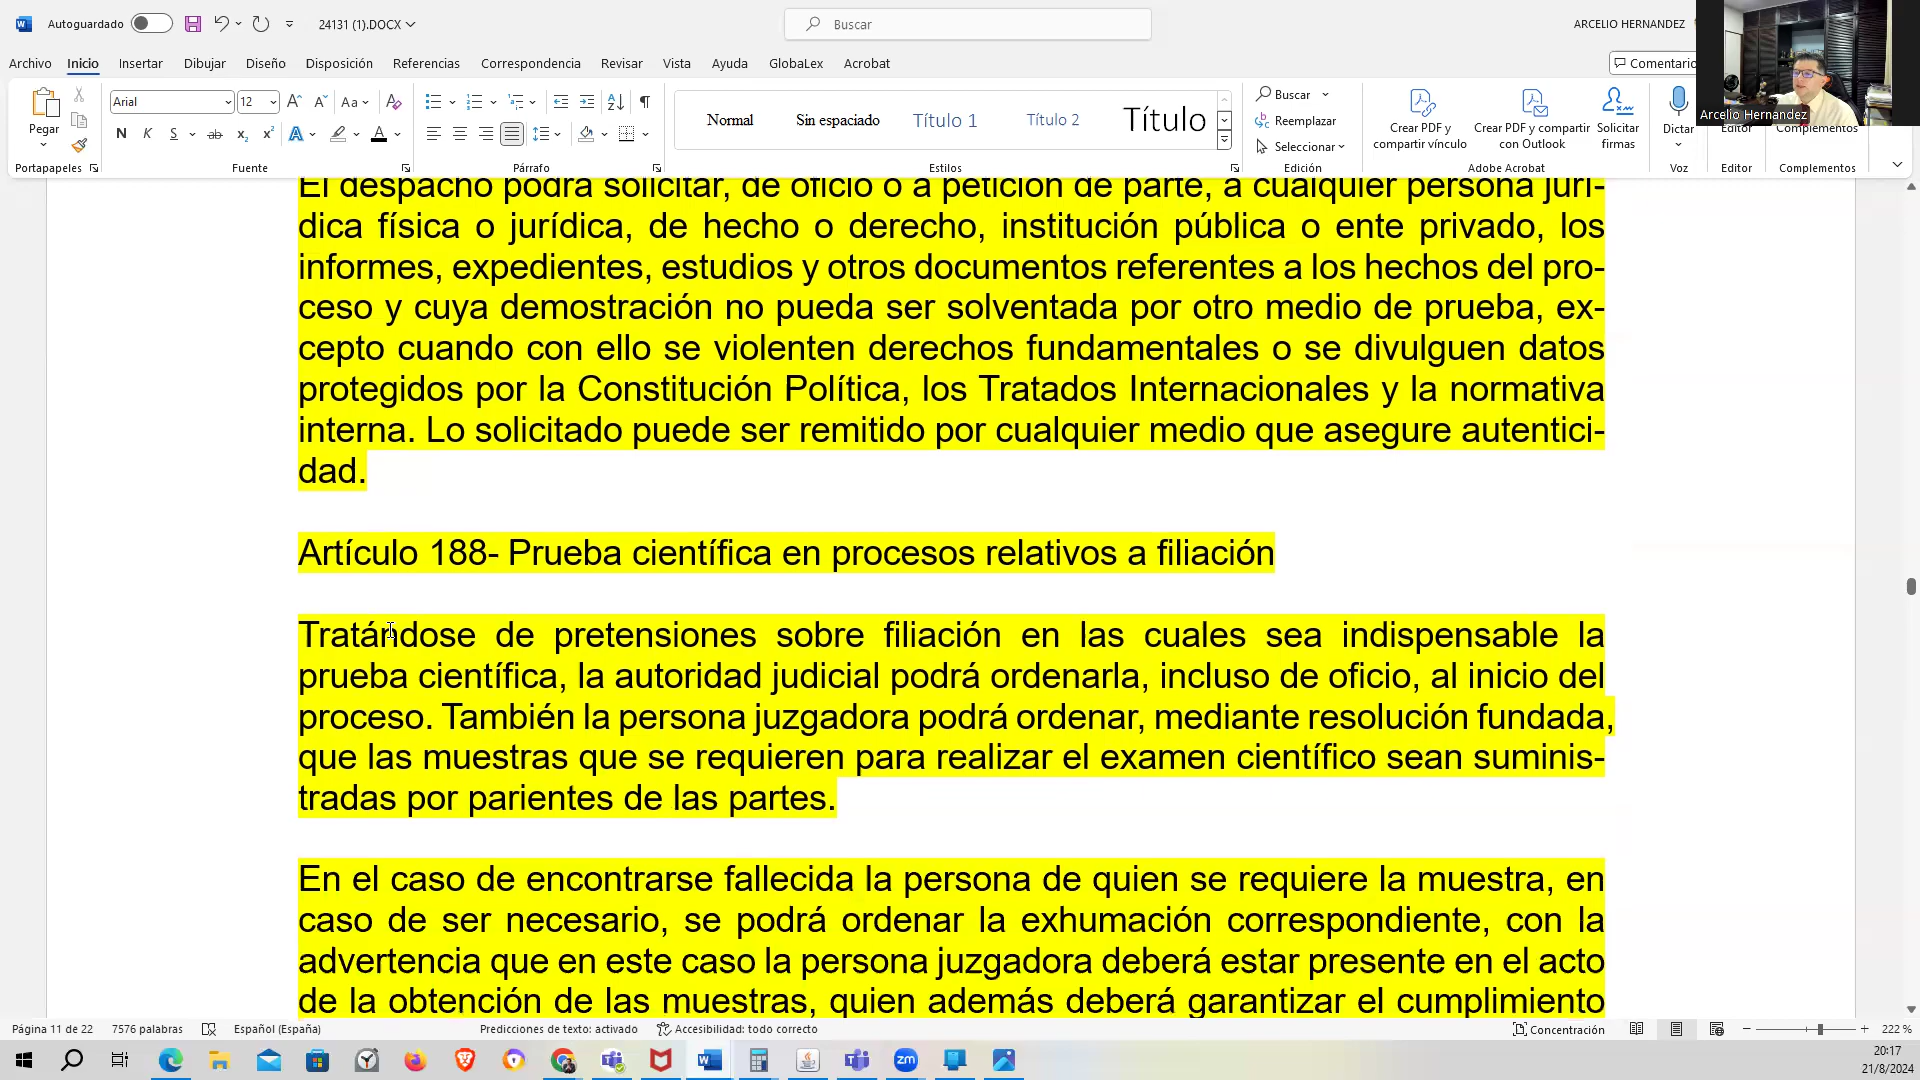 Autoguardado
24131 (1).DOCX
Buscar
ARCELIO HERNANDEZ
Archivo Inicio Insertar Dibujar Diseño Disposición Referencias Correspondencia Revisar Vista Ayuda GlobaLex Acrobat
Comentario
Pegar
Portapapeles
Arial 12
Fuente
Párrafo
Normal Sin espaciado Título 1 Título 2 Título
Estilos
Buscar
Reemplazar
Seleccionar
Edición
Crear PDF y compartir vínculo
Crear PDF y compartir con Outlook
Adobe Acrobat
Solicitar firmas
Dictar
Voz
Editor
Editor
Complementos
Complementos
Arcelio Hernandez
El despacho podrá solicitar, de oficio o a petición de parte, a cualquier persona jurí-
dica física o jurídica, de hecho o derecho, institución pública o ente privado, los
informes, expedientes, estudios y otros documentos referentes a los hechos del pro-
ceso y cuya demostración no pueda ser solventada por otro medio de prueba, ex-
cepto cuando con ello se violenten derechos fundamentales o se divulguen datos
protegidos por la Constitución Política, los Tratados Internacionales y la normativa
interna. Lo solicitado puede ser remitido por cualquier medio que asegure autentici-
dad.
Artículo 188- Prueba científica en procesos relativos a filiación
Tratándose de pretensiones sobre filiación en las cuales sea indispensable la
prueba científica, la autoridad judicial podrá ordenarla, incluso de oficio, al inicio del
proceso. También la persona juzgadora podrá ordenar, mediante resolución fundada,
que las muestras que se requieren para realizar el examen científico sean suminis-
tradas por parientes de las partes.
En el caso de encontrarse fallecida la persona de quien se requiere la muestra, en
caso de ser necesario, se podrá ordenar la exhumación correspondiente, con la
advertencia que en este caso la persona juzgadora deberá estar presente en el acto
de la obtención de las muestras, quien además deberá garantizar el cumplimiento
Página 11 de 22 7576 palabras Español (España) Predicciones de texto: activado Accesibilidad: todo correcto Concentración 222 %
20:17
21/8/2024